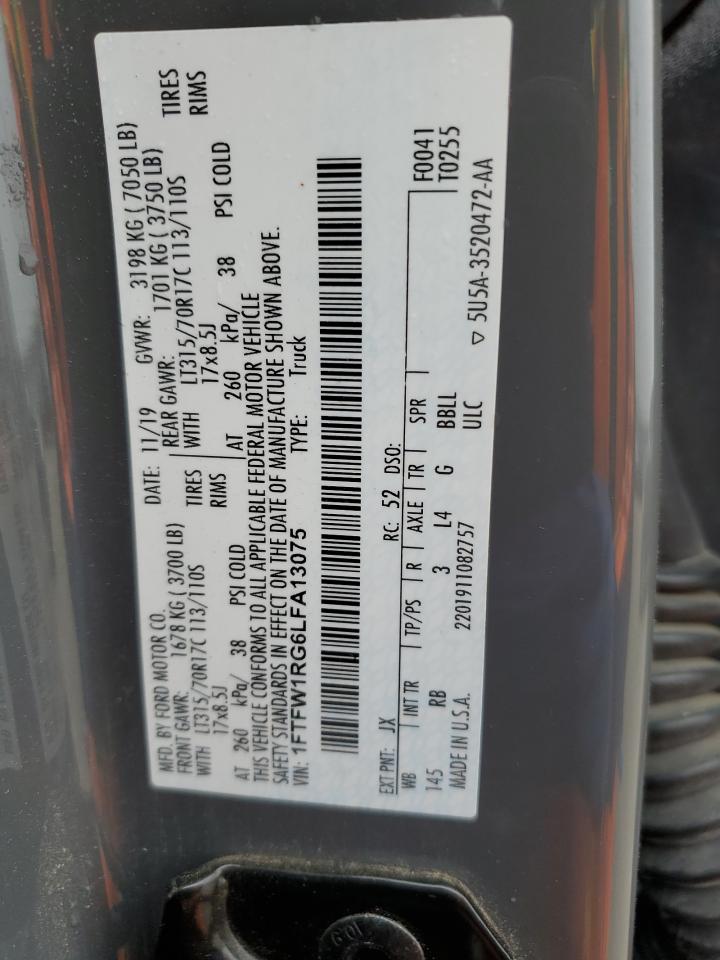 MFD. BY FORD MOTOR CO.
DATE: 11/19 GVWR: 3198 KG ( 7050 LB)
FRONT GAWR: 1678 KG ( 3700 LB) REAR GAWR: 1701 KG ( 3750 LB)
WITH LT315/70R17C 113/110S TIRES WITH LT315/70R17C 113/110S TIRES
17x8.5J RIMS 17x8.5J RIMS
AT 260 kPa/ 38 PSI COLD AT 260 kPa/ 38 PSI COLD
THIS VEHICLE CONFORMS TO ALL APPLICABLE FEDERAL MOTOR VEHICLE
SAFETY STANDARDS IN EFFECT ON THE DATE OF MANUFACTURE SHOWN ABOVE.
VIN: 1FTFW1RG6LFA13075 TYPE: Truck
EXT PNT: JX RC: 52 DSO:
WB INT TR TP/PS R AXLE TR SPR F0041
145 RB 3 L4 G BBLL T0255
MADE IN U.S.A. 2201911082757 ULC
▽ 5U5A-3520472-AA
10.9